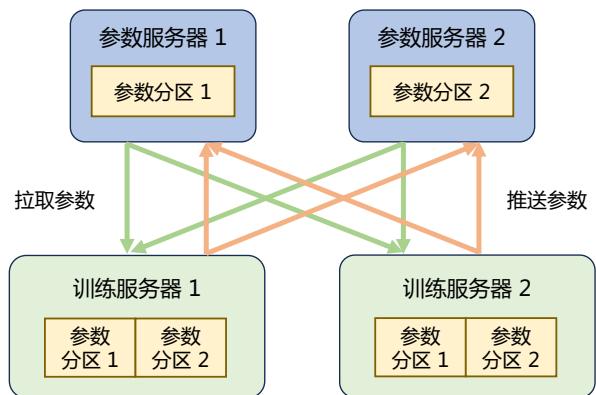 参数服务器 1
参数服务器 2
参数分区 1
参数分区 2
拉取参数
推送参数
训练服务器 1
训练服务器 2
参数
分区 1
参数
分区 2
参数
分区 1
参数
分区 2